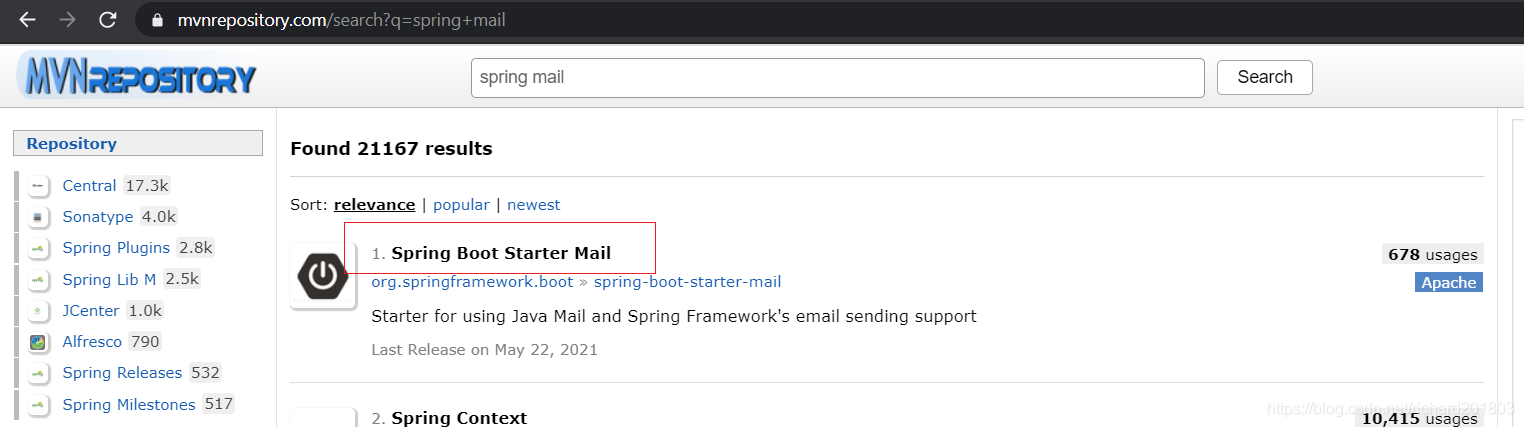 mvnrepository.com/search?q=spring+mail
MVNREPOSITORY
spring mail
Search
Repository
Central 17.3k
Sonatype 4.0k
Spring Plugins 2.8k
Spring Lib M 2.5k
JCenter 1.0k
Alfresco 790
Spring Releases 532
Spring Milestones 517
Found 21167 results
Sort: relevance | popular | newest
1. Spring Boot Starter Mail
678 usages
org.springframework.boot » spring-boot-starter-mail
Apache
Starter for using Java Mail and Spring Framework's email sending support
Last Release on May 22, 2021
2. Spring Context
10,415 usages
https://blog.csdn.net/richard201803